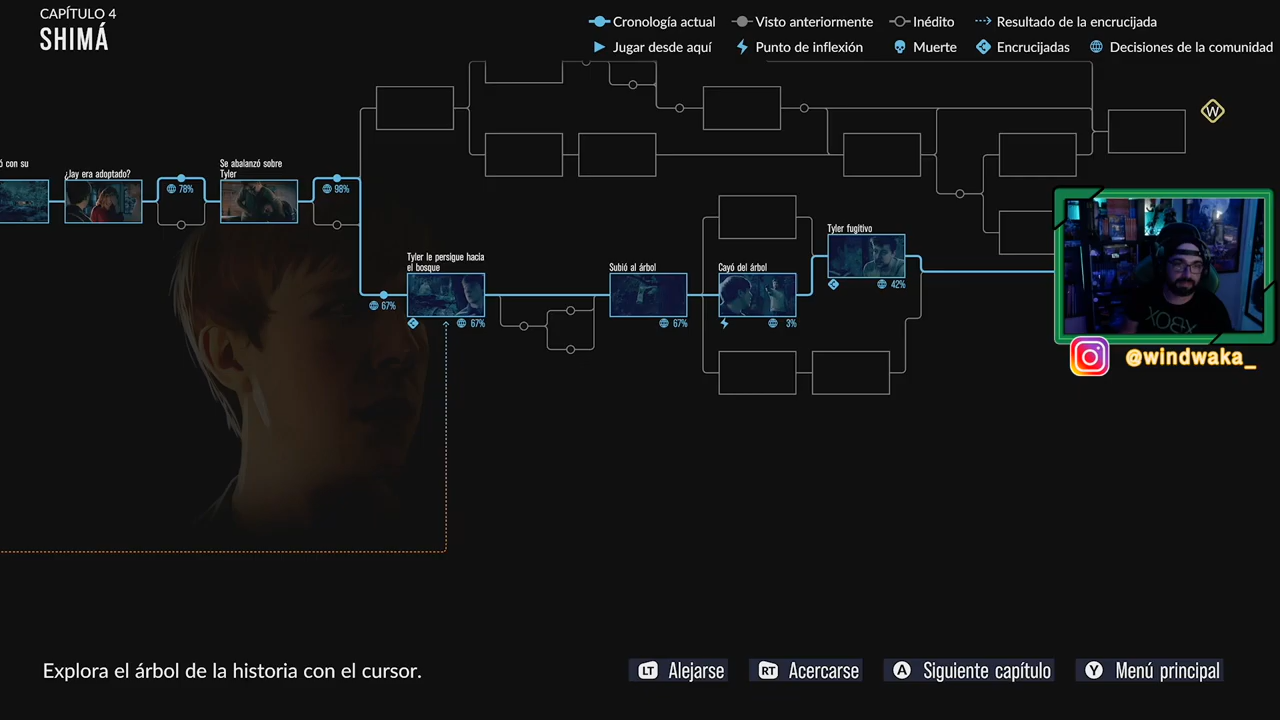 CAPÍTULO 4
SHIMÁ
Cronología actual
Visto anteriormente
Inédito
Resultado de la encrucijada
Jugar desde aquí
Punto de inflexión
Muerte
Encrucijadas
Decisiones de la comunidad
W
ó con su
¿Jay era adoptado?
78%
Se abalanzó sobre
Tyler
98%
Tyler le persigue hacia
el bosque
67%
67%
Subió al árbol
67%
Cayó del árbol
3%
Tyler fugitivo
42%
XBOX
@windwaka_
Explora el árbol de la historia con el cursor.
LT Alejarse
RT Acercarse
A Siguiente capítulo
Y Menú principal